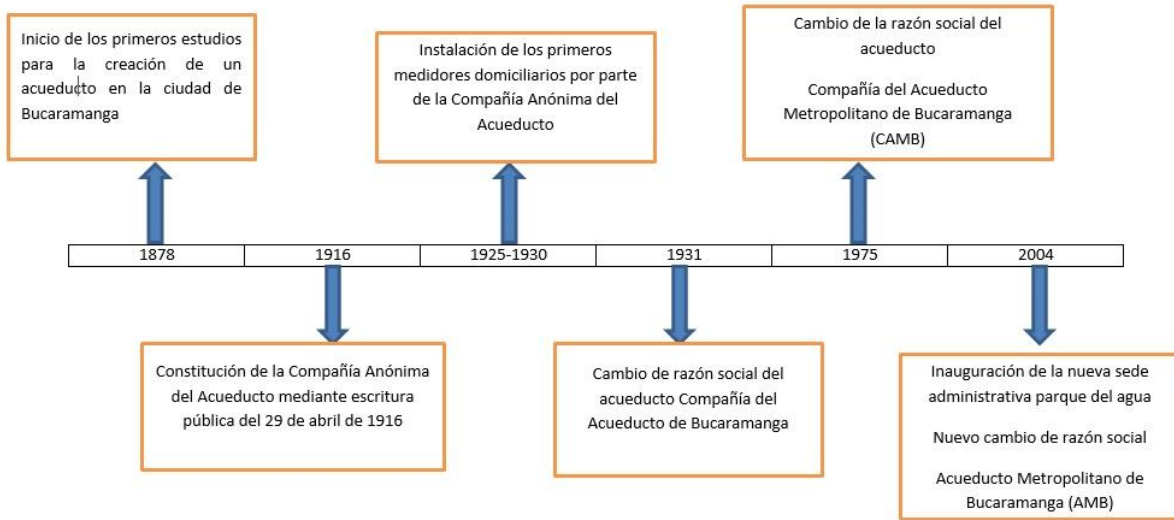 Inicio de los primeros estudios
para la creación de un
acueducto en la ciudad de
Bucaramanga
Instalación de los primeros
medidores domiciliarios por parte
de la Compañía Anónima del
Acueducto
Cambio de la razón social del
acueducto
Compañía del Acueducto
Metropolitano de Bucaramanga
(CAMB)
1878
1916
1925-1930
1931
1975
2004
Constitución de la Compañía Anónima
del Acueducto mediante escritura
pública del 29 de abril de 1916
Cambio de razón social del
acueducto Compañía del
Acueducto de Bucaramanga
Inauguración de la nueva sede
administrativa parque del agua
Nuevo cambio de razón social
Acueducto Metropolitano de
Bucaramanga (AMB)